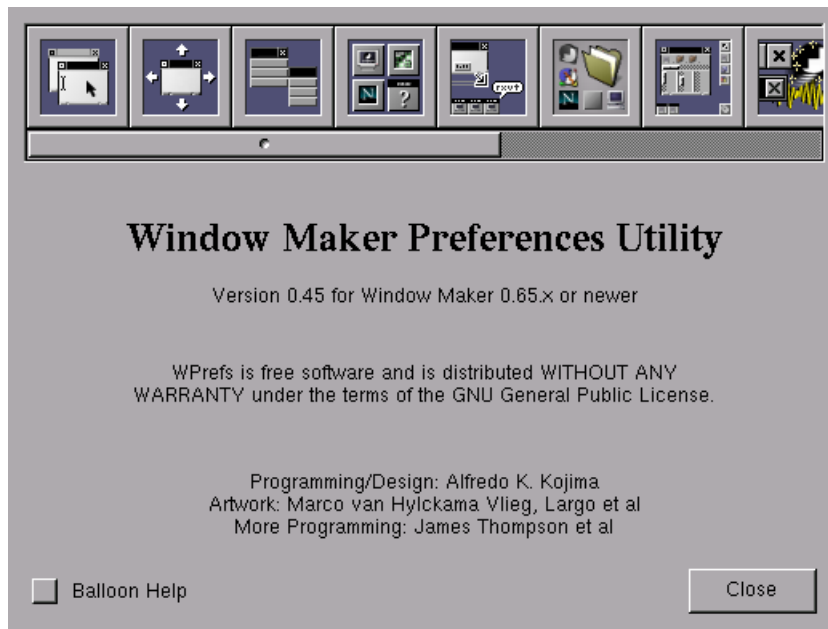 rxvt
N
?
N
Window Maker Preferences Utility
Version 0.45 for Window Maker 0.65.x or newer
WPrefs is free software and is distributed WITHOUT ANY
WARRANTY under the terms of the GNU General Public License.
Programming/Design: Alfredo K. Kojima
Artwork: Marco van Hylckama Vlieg, Largo et al
More Programming: James Thompson et al
Balloon Help
Close